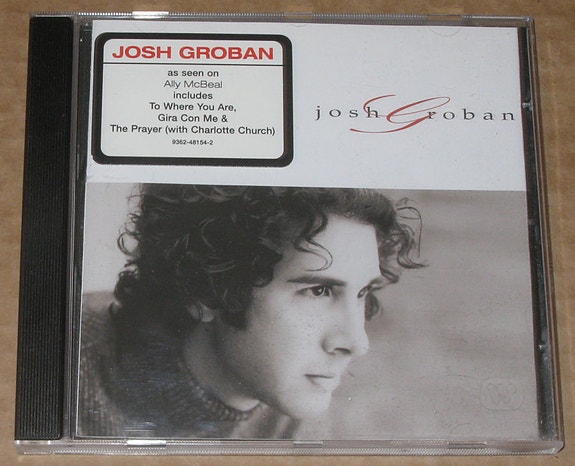 JOSH GROBAN
as seen on
Ally McBeal
includes
To Where You Are,
Gira Con Me &
The Prayer (with Charlotte Church)
9362-48154-2
josh Groban